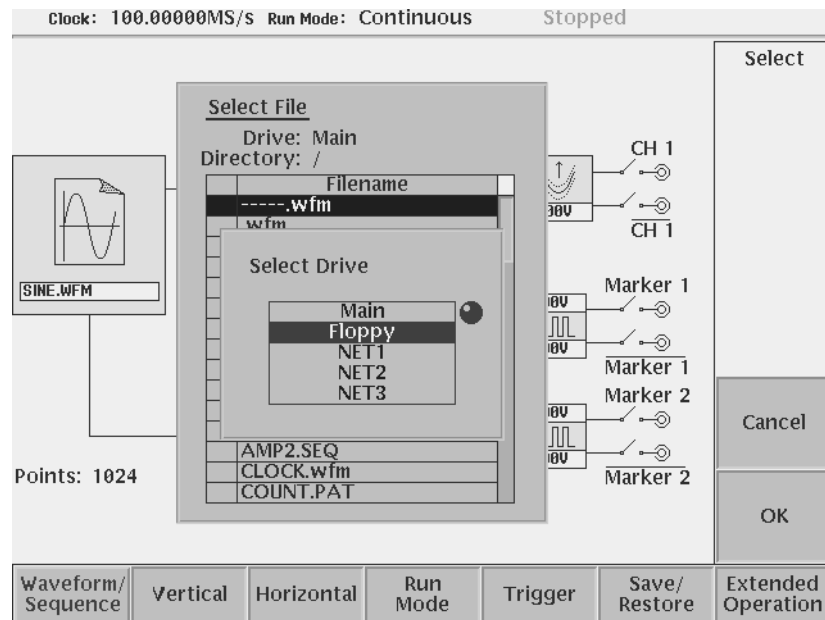 Clock: 100.00000MS/s Run Mode: Continuous Stopped
Select
Select File
Drive: Main
Directory: /
Filename
-----.wfm
.wfm
Select Drive
Main
Floppy
NET1
NET2
NET3
AMP2.SEQ
CLOCK.wfm
COUNT.PAT
SINE.WFM
Points: 1024
CH 1
CH 1
Marker 1
Marker 1
Marker 2
Marker 2
Cancel
OK
Waveform/
Sequence
Vertical
Horizontal
Run
Mode
Trigger
Save/
Restore
Extended
Operation